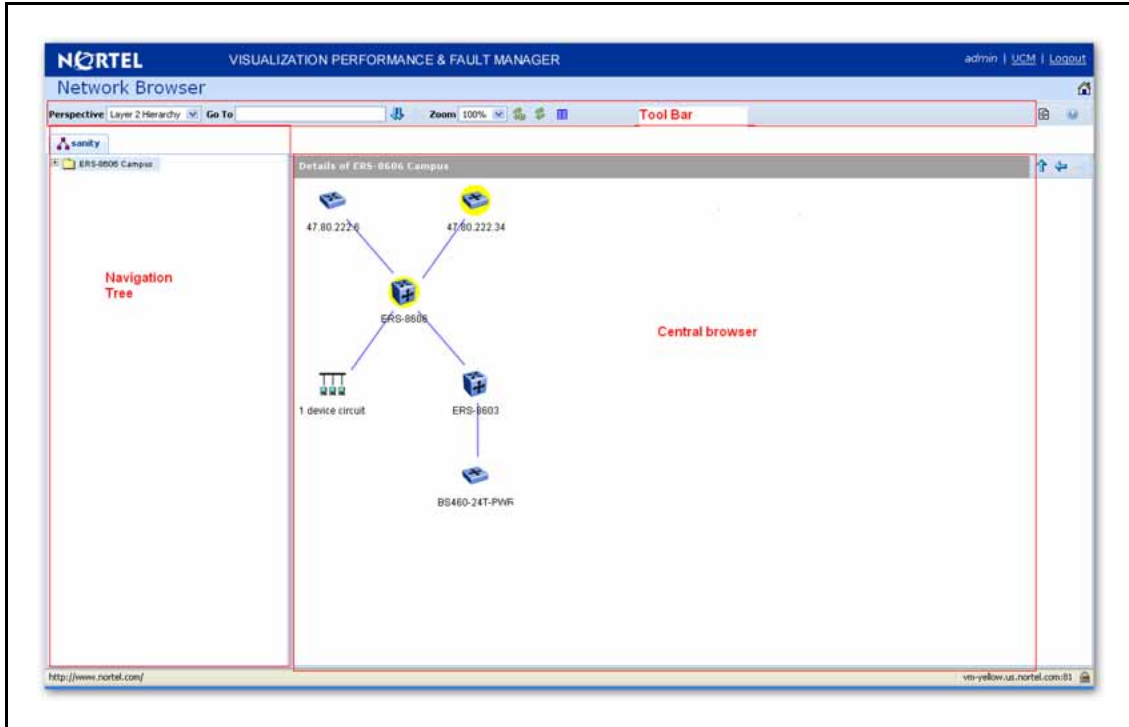 NORTEL VISUALIZATION PERFORMANCE & FAULT MANAGER admin | UCM | Logout
Network Browser
Perspective Layer 2 Hierarchy Go To Zoom 100% Tool Bar
sanity
ERS-8606 Campus
Details of ERS-8606 Campus
47.80.222.6
47.80.222.34
Navigation
Tree
ERS-8606
Central browser
1 device circuit
ERS-8603
BS460-24T-PWR
http://www.nortel.com/ vm-yellow.us.nortel.com:81